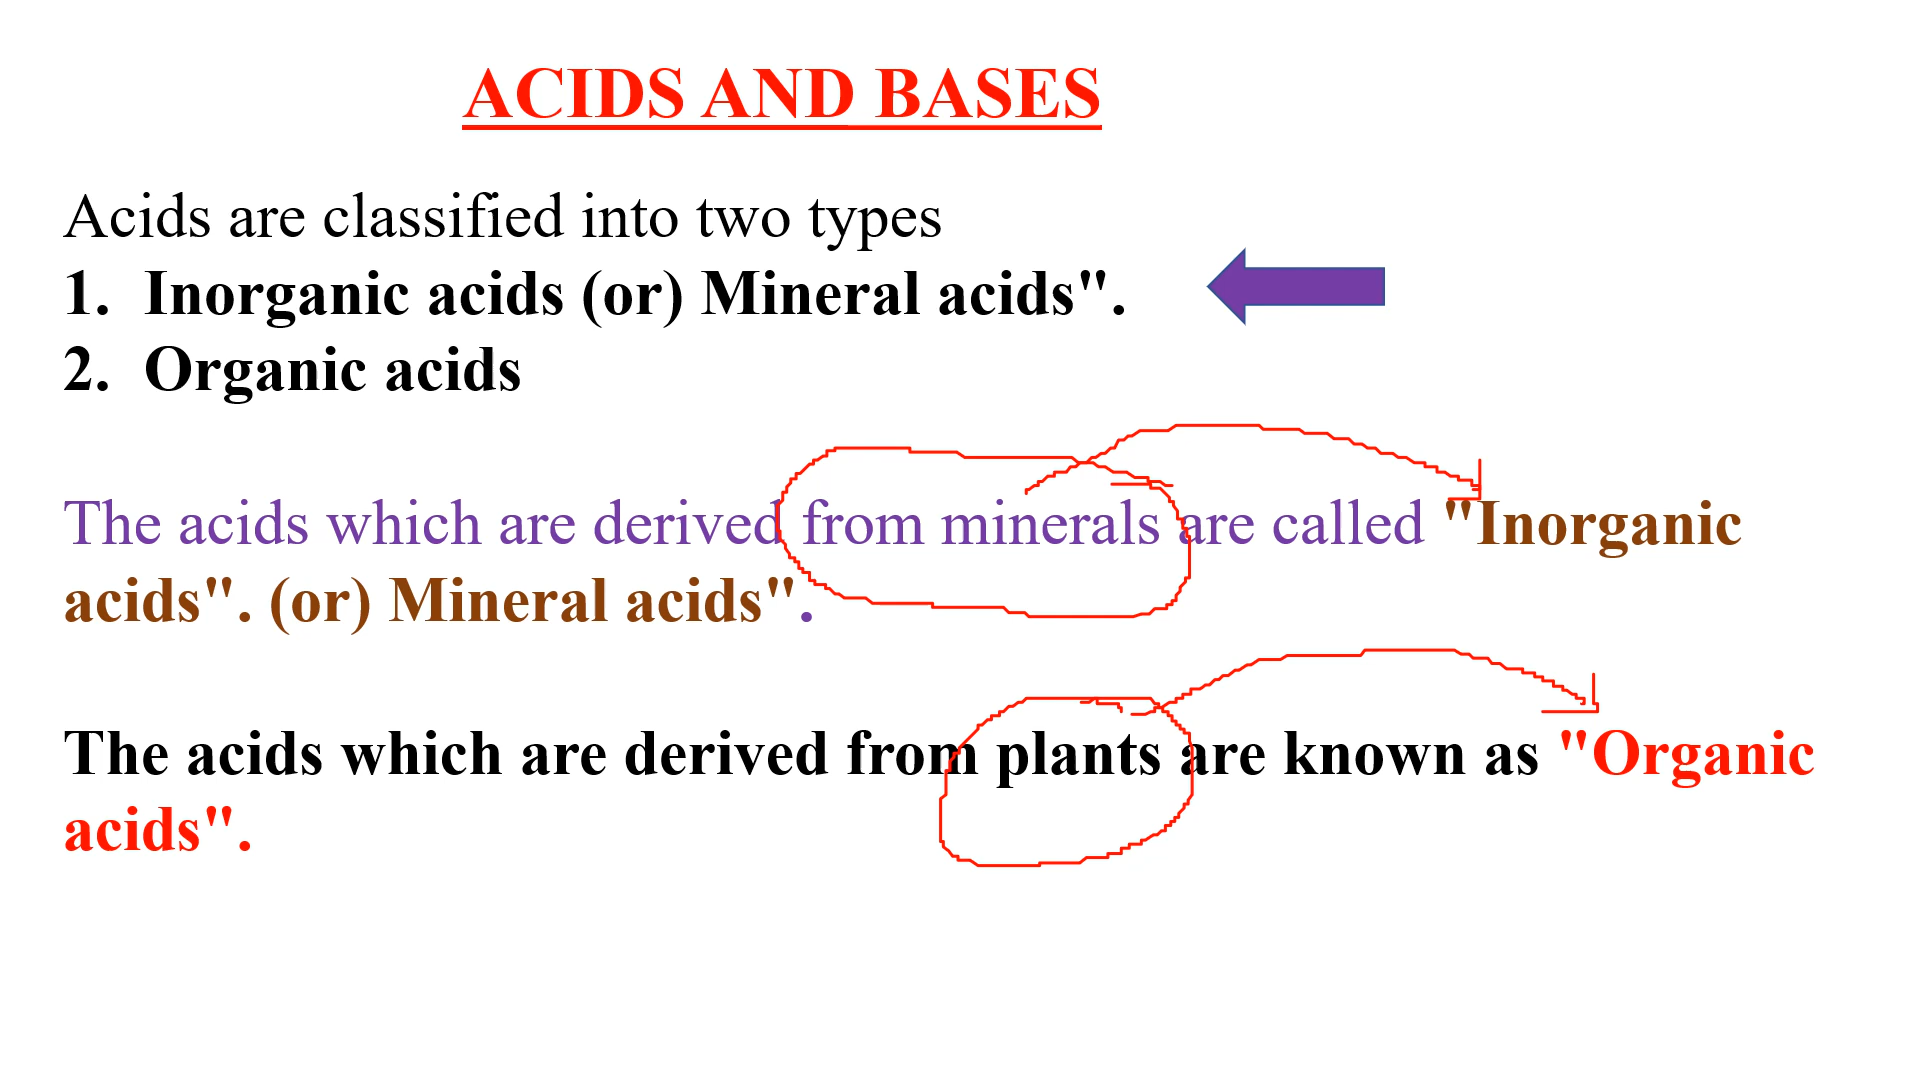 ACIDS AND BASES
Acids are classified into two types
1. Inorganic acids (or) Mineral acids".
2. Organic acids
The acids which are derived from minerals are called "Inorganic
acids". (or) Mineral acids".
The acids which are derived from plants are known as "Organic
acids".